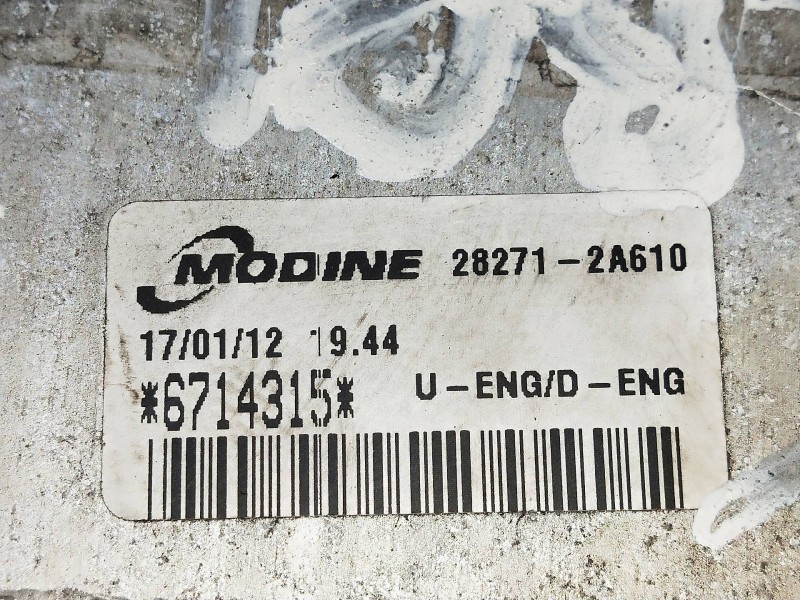 MODINE 28271-2A610
17/01/12 19.44
*6714315* U-ENG/D-ENG